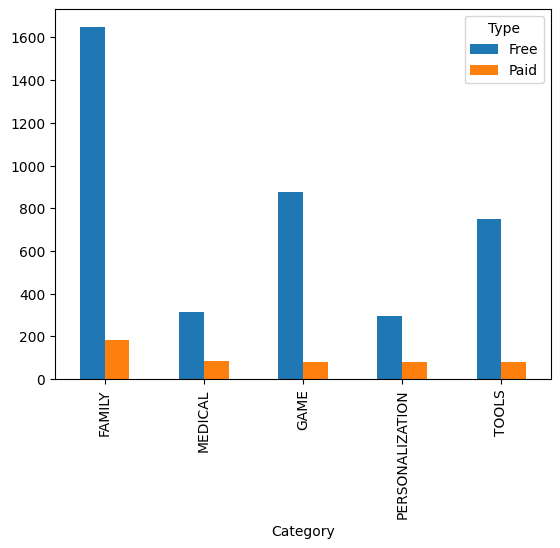 Type
Free
Paid
1600
1400
1200
1000
800
600
400
200
0
FAMILY
MEDICAL
GAME
PERSONALIZATION
TOOLS
Category